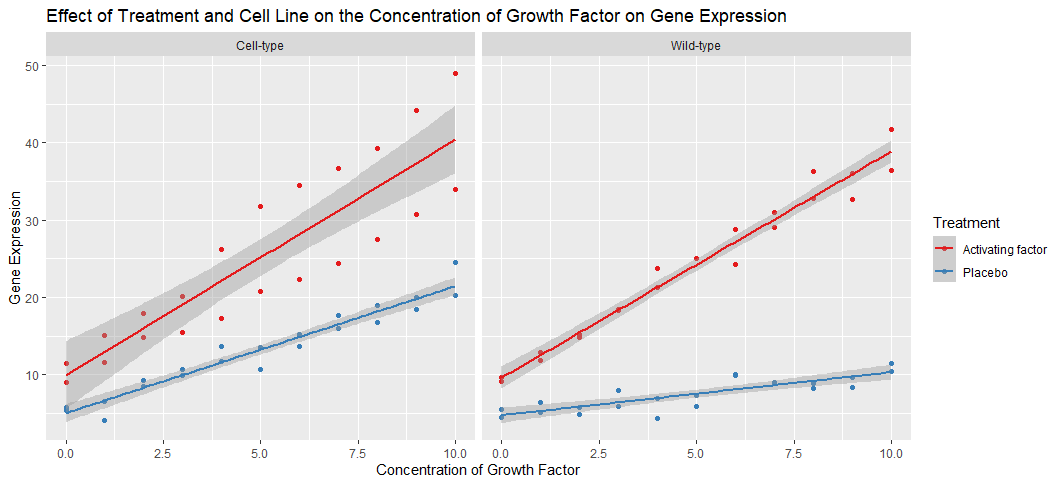 Effect of Treatment and Cell Line on the Concentration of Growth Factor on Gene Expression
Cell-type
Wild-type
50
40
30
20
10
Gene Expression
0.0 2.5 5.0 7.5 10.0
0.0 2.5 5.0 7.5 10.0
Concentration of Growth Factor
Treatment
Activating factor
Placebo